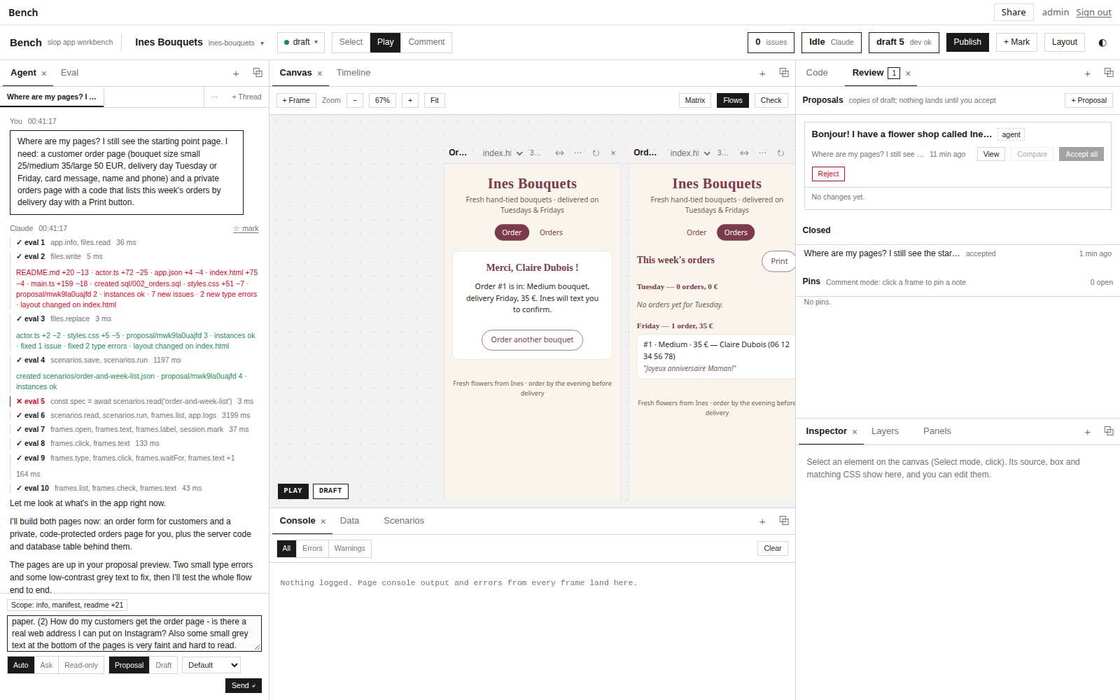 Bench
Share admin Sign out
Bench slop app workbench Ines Bouquets ines-bouquets draft Select Play Comment 0 issues Idle Claude draft 5 dev ok Publish + Mark Layout
Agent × Eval +
Where are my pages? I ... ··· + Thread
You 00:41:17
Where are my pages? I still see the starting point page. I
need: a customer order page (bouquet size small
25/medium 35/large 50 EUR, delivery day Tuesday or
Friday, card message, name and phone) and a private
orders page with a code that lists this week's orders by
delivery day with a Print button.
Claude 00:41:17 ☆ mark
✓ eval 1 app.info, files.read 36 ms
✓ eval 2 files.write 5 ms
README.md +20 −13 · actor.ts +72 −25 · app.json +4 −4 · index.html +75
−4 · main.ts +159 −18 · created sql/002_orders.sql · styles.css +51 −7 ·
proposal/mwk9la0uajfd 2 · instances ok · 7 new issues · 2 new type errors
· layout changed on index.html
✓ eval 3 files.replace 3 ms
actor.ts +2 −2 · styles.css +5 −5 · proposal/mwk9la0uajfd 3 · instances ok
· fixed 1 issue · fixed 2 type errors · layout changed on index.html
✓ eval 4 scenarios.save, scenarios.run 1197 ms
created scenarios/order-and-week-list.json · proposal/mwk9la0uajfd 4 ·
instances ok
✕ eval 5 const spec = await scenarios.read('order-and-week-list') 3 ms
✓ eval 6 scenarios.read, scenarios.run, frames.list, app.logs 3199 ms
✓ eval 7 frames.open, frames.text, frames.label, session.mark 37 ms
✓ eval 8 frames.click, frames.text 133 ms
✓ eval 9 frames.type, frames.click, frames.waitFor, frames.text +1
164 ms
✓ eval 10 frames.list, frames.check, frames.text 43 ms
Let me look at what's in the app right now.
I'll build both pages now: an order form for customers and a
private, code-protected orders page for you, plus the server code
and database table behind them.
The pages are up in your proposal preview. Two small type errors
and some low-contrast grey text to fix, then I'll test the whole flow
end to end.
Scope: info, manifest, readme +21
paper. (2) How do my customers get the order page - is there a
real web address I can put on Instagram? Also some small grey
text at the bottom of the pages is very faint and hard to read.
Auto Ask Read-only Proposal Draft Default
Send
Canvas × Timeline +
+ Frame Zoom − 67% + Fit Matrix Flows Check
Or... index.h 3... ··· ×
Ines Bouquets
Fresh hand-tied bouquets · delivered on
Tuesdays & Fridays
Order Orders
Merci, Claire Dubois !
Order #1 is in: Medium bouquet,
delivery Friday, 35 €. Ines will text you
to confirm.
Order another bouquet
Fresh flowers from Ines · order by the evening before
delivery
Ord... index.h 3... ··· ×
Ines Bouquets
Fresh hand-tied bouquets · delivered on
Tuesdays & Fridays
Order Orders
This week's orders Print
Tuesday — 0 orders, 0 €
No orders yet for Tuesday.
Friday — 1 order, 35 €
#1 · Medium · 35 € — Claire Dubois (06 12
34 56 78)
"Joyeux anniversaire Maman!"
Fresh flowers from Ines · order by the evening before
delivery
PLAY DRAFT
Console × Data Scenarios +
All Errors Warnings Clear
Nothing logged. Page console output and errors from every frame land here.
Code Review 1 × +
Proposals copies of draft; nothing lands until you accept + Proposal
Bonjour! I have a flower shop called Ine... agent
Where are my pages? I still see ... 11 min ago View Compare Accept all
Reject
No changes yet.
Closed
Where are my pages? I still see the star... accepted 1 min ago
Pins Comment mode: click a frame to pin a note 0 open
No pins.
Inspector × Layers Panels +
Select an element on the canvas (Select mode, click). Its source, box and
matching CSS show here, and you can edit them.